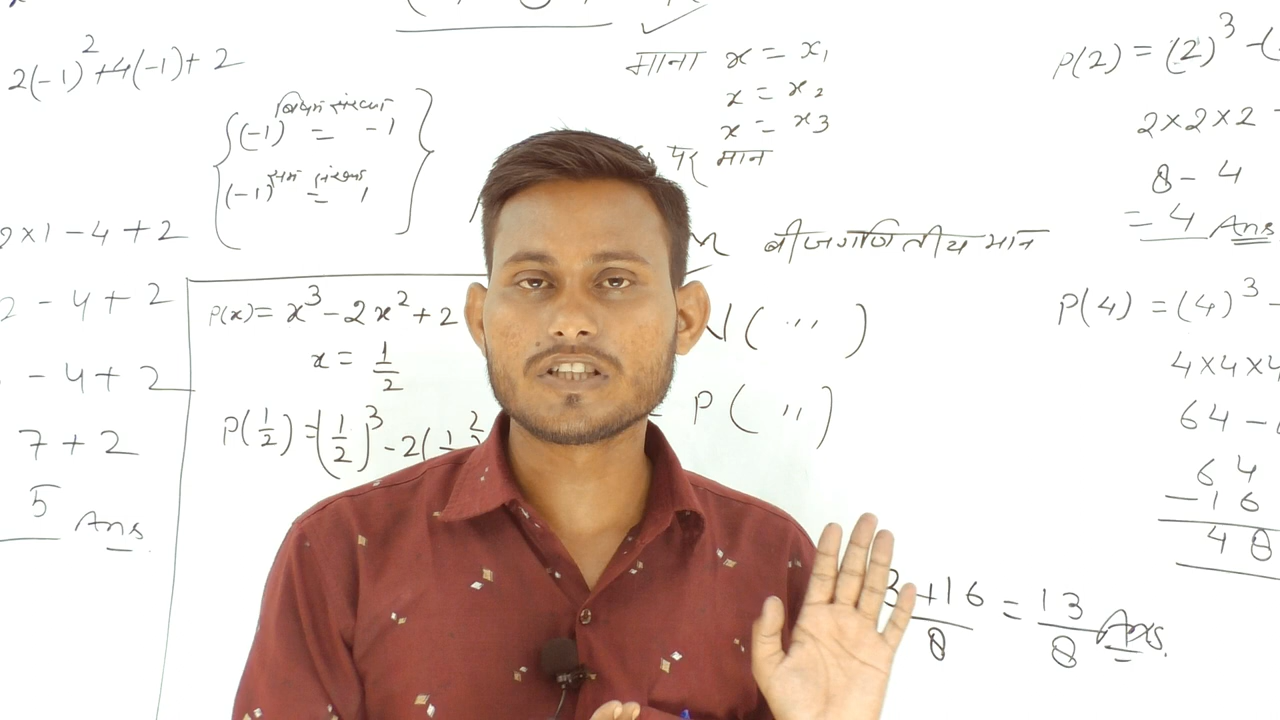 2(-1)²+4(-1)+2
(-1)^विषम संख्या = -1
(-1)^सम संख्या = 1
2×1-4+2
2-4+2
-4+2
7+2
5 Ans
माना x = x₁
x = x₂
x = x₃
पर मान
बीजगणितीय मान
P(x)= x³-2x²+2
x = 1/2
P(1/2)=(1/2)³-2(1/2
N ( '' )
P ( '' )
3+16/8 = 13/8 Ans.
P(2) = (2)³-(
2×2×2
8-4
= 4 Ans
P(4) = (4)³-
4×4×4
64-
64
-16
48